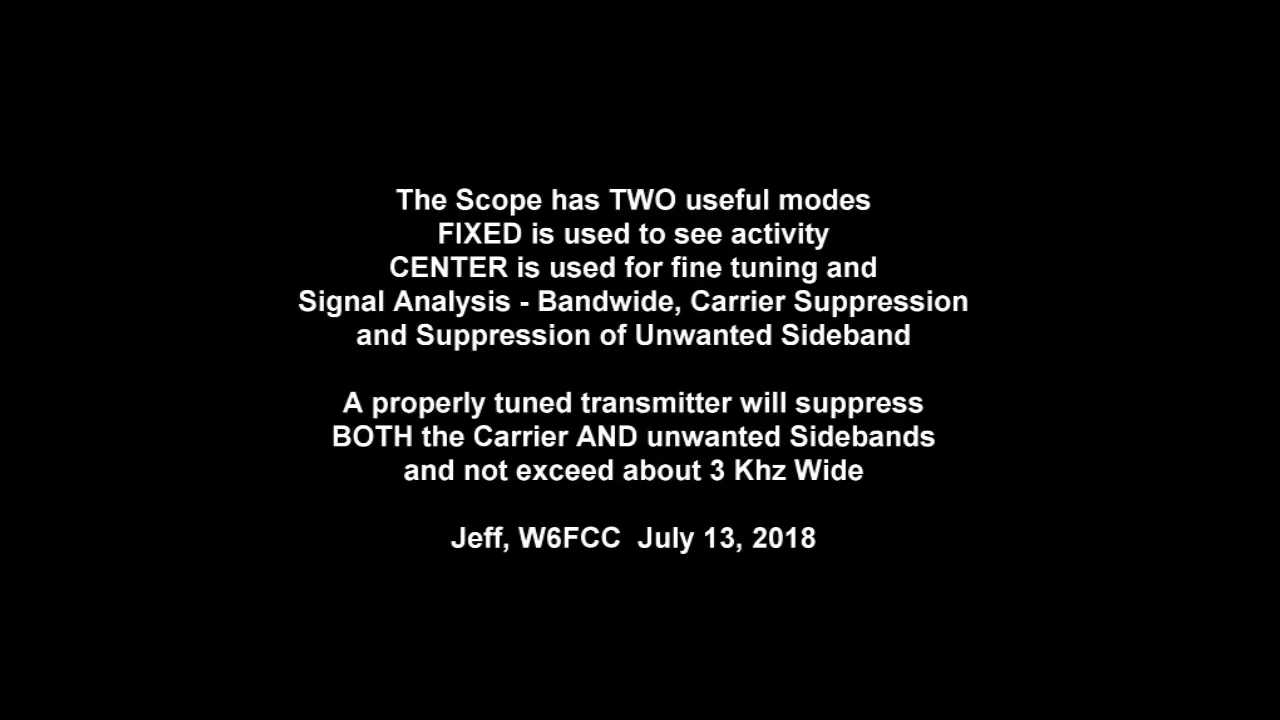 The Scope has TWO useful modes
FIXED is used to see activity
CENTER is used for fine tuning and
Signal Analysis - Bandwide, Carrier Suppression
and Suppression of Unwanted Sideband
A properly tuned transmitter will suppress
BOTH the Carrier AND unwanted Sidebands
and not exceed about 3 Khz Wide
Jeff, W6FCC  July 13, 2018